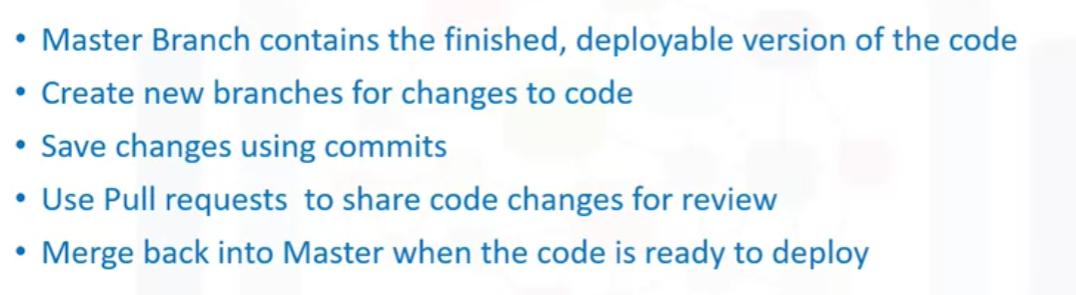 • Master Branch contains the finished, deployable version of the code
• Create new branches for changes to code
• Save changes using commits
• Use Pull requests  to share code changes for review
• Merge back into Master when the code is ready to deploy